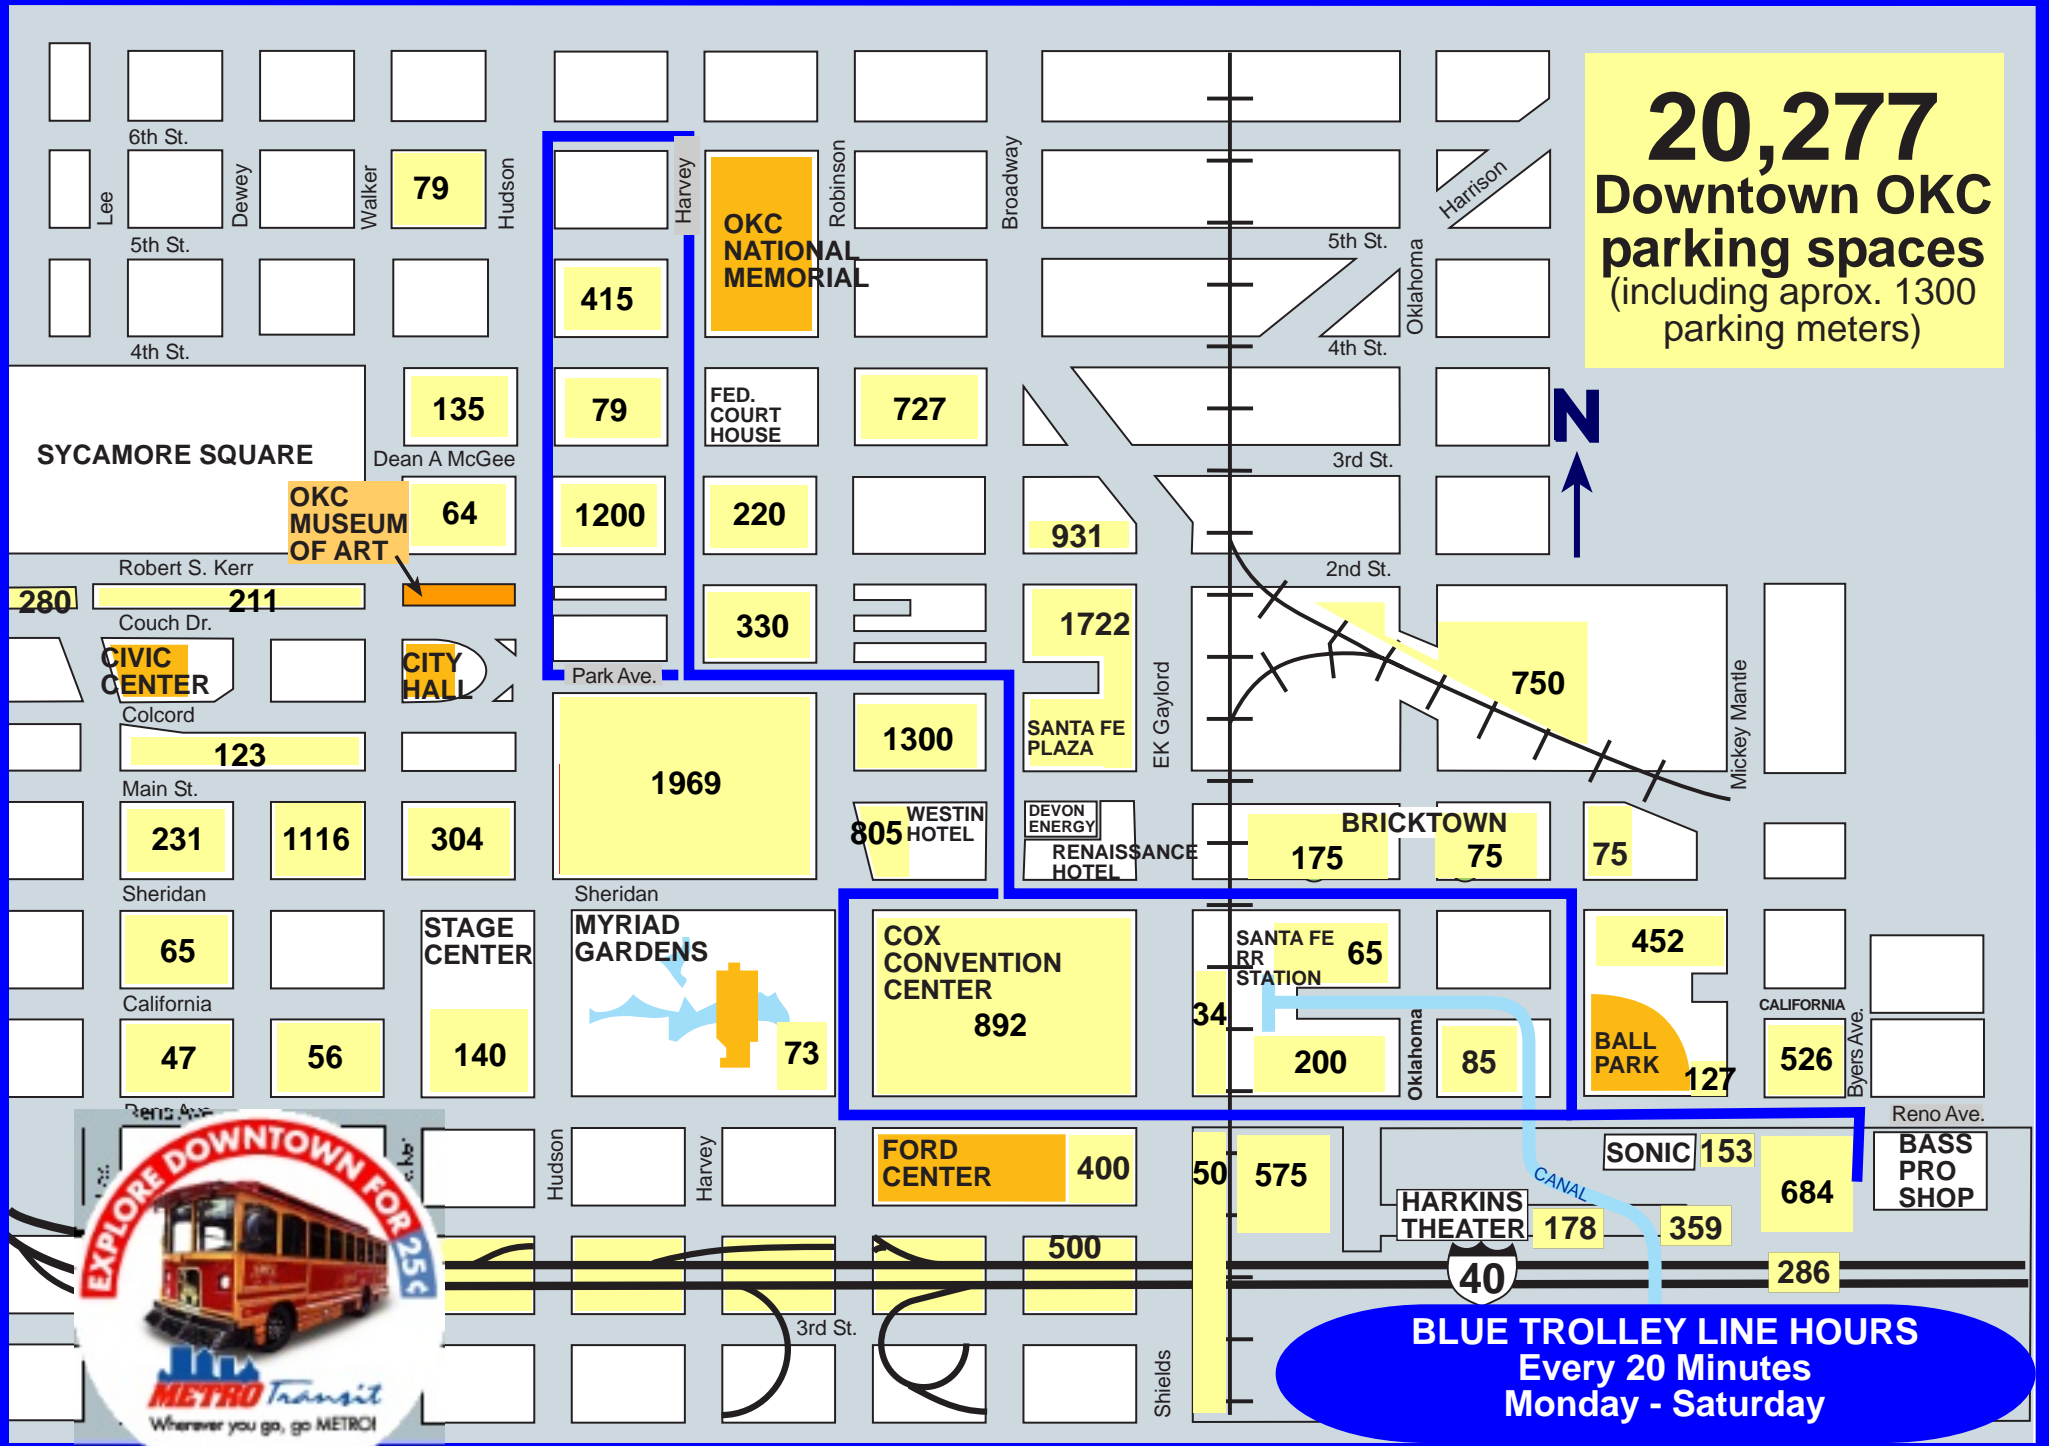 20,277
Downtown OKC
parking spaces
(including aprox. 1300
parking meters)
6th St.
Lee
Dewey
Walker
79
Hudson
Harvey
OKC
NATIONAL
MEMORIAL
Robinson
Broadway
Harrison
5th St.
5th St.
Oklahoma
415
4th St.
4th St.
N
SYCAMORE SQUARE
135
79
FED.
COURT
HOUSE
727
Dean A McGee
3rd St.
OKC
MUSEUM
OF ART
64
1200
220
931
Robert S. Kerr
2nd St.
280
211
Couch Dr.
330
1722
CIVIC
CENTER
CITY
HALL
Park Ave.
750
EK Gaylord
Mickey Mantle
Colcord
123
1969
1300
SANTA FE
PLAZA
Main St.
231
1116
304
805
WESTIN
HOTEL
DEVON
ENERGY
RENAISSANCE
HOTEL
BRICKTOWN
175
75
75
Sheridan
Sheridan
65
STAGE
CENTER
MYRIAD
GARDENS
COX
CONVENTION
CENTER
892
SANTA FE
RR
STATION
65
452
California
CALIFORNIA
47
56
140
73
34
200
Oklahoma
85
BALL
PARK
127
526
Byers Ave.
Reno Ave.
Reno Ave.
Hudson
Harvey
FORD
CENTER
400
50
575
SONIC
153
684
BASS
PRO
SHOP
CANAL
HARKINS
THEATER
178
359
500
40
286
3rd St.
Shields
EXPLORE DOWNTOWN FOR 25¢
METRO Transit
Wherever you go, go METRO!
BLUE TROLLEY LINE HOURS
Every 20 Minutes
Monday - Saturday